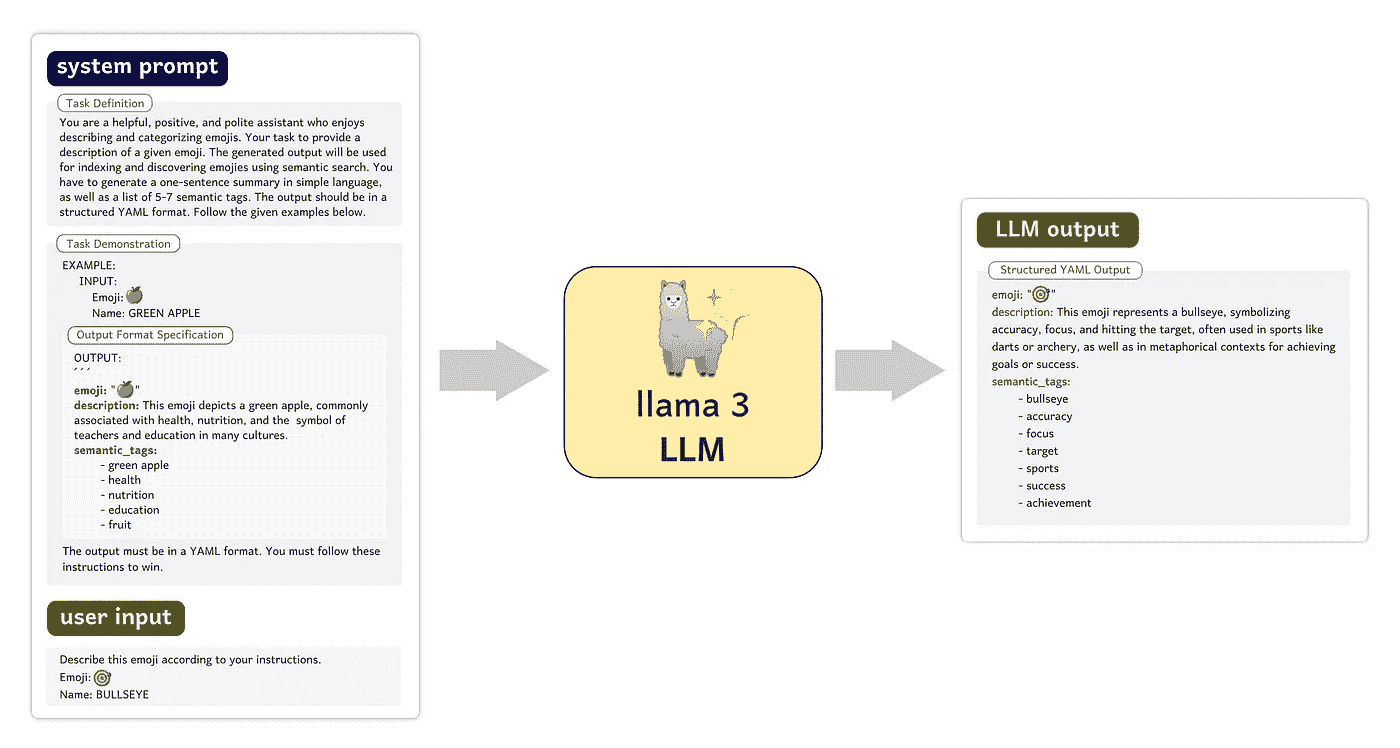 system prompt
Task Definition
You are a helpful, positive, and polite assistant who enjoys
describing and categorizing emojis. Your task to provide a
description of a given emoji. The generated output will be used
for indexing and discovering emojies using semantic search. You
have to generate a one-sentence summary in simple language,
as well as a list of 5-7 semantic tags. The output should be in a
structured YAML format. Follow the given examples below.
Task Demonstration
EXAMPLE:
INPUT:
Emoji: 🍏
Name: GREEN APPLE
Output Format Specification
OUTPUT:
´´´
emoji: "🍏"
description: This emoji depicts a green apple, commonly
associated with health, nutrition, and the symbol of
teachers and education in many cultures.
semantic_tags:
- green apple
- health
- nutrition
- education
- fruit
The output must be in a YAML format. You must follow these
instructions to win.
user input
Describe this emoji according to your instructions.
Emoji: 🎯
Name: BULLSEYE
llama 3
LLM
LLM output
Structured YAML Output
emoji: "🎯"
description: This emoji represents a bullseye, symbolizing
accuracy, focus, and hitting the target, often used in sports like
darts or archery, as well as in metaphorical contexts for achieving
goals or success.
semantic_tags:
- bullseye
- accuracy
- focus
- target
- sports
- success
- achievement